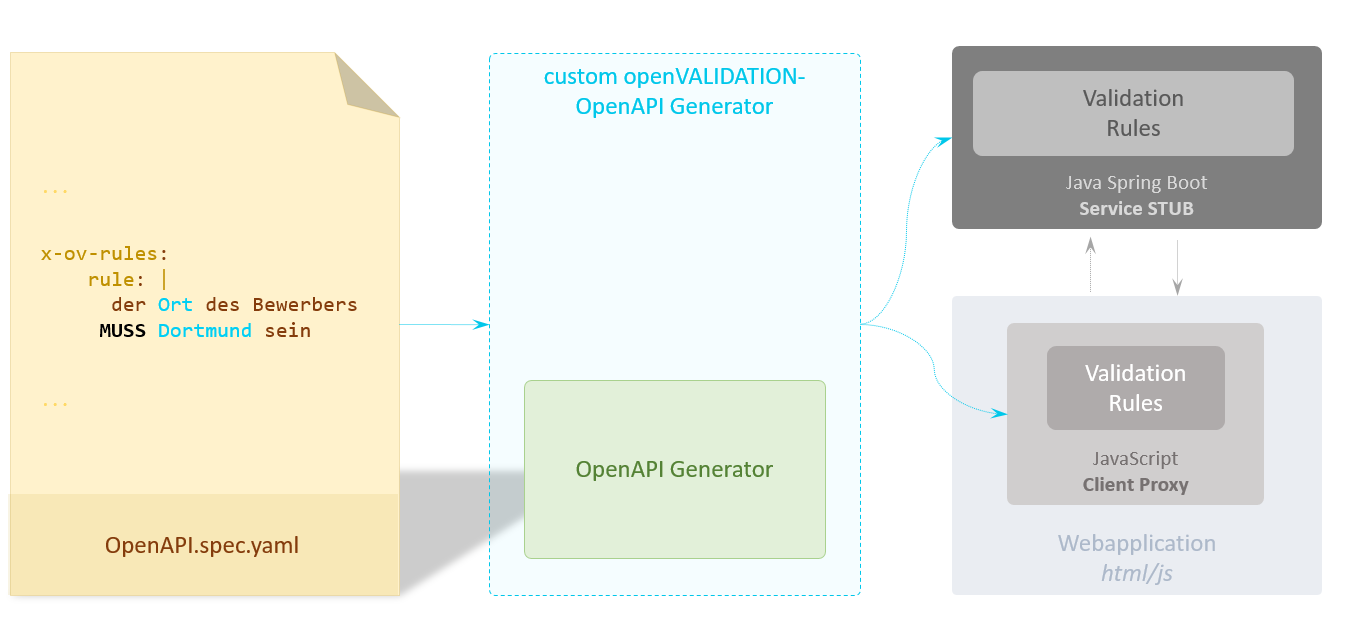 ...
x-ov-rules:
rule: |
der Ort des Bewerbers
MUSS Dortmund sein
...
OpenAPI.spec.yaml
custom openVALIDATION-
OpenAPI Generator
OpenAPI Generator
Validation
Rules
Java Spring Boot
Service STUB
Validation
Rules
JavaScript
Client Proxy
Webapplication
html/js